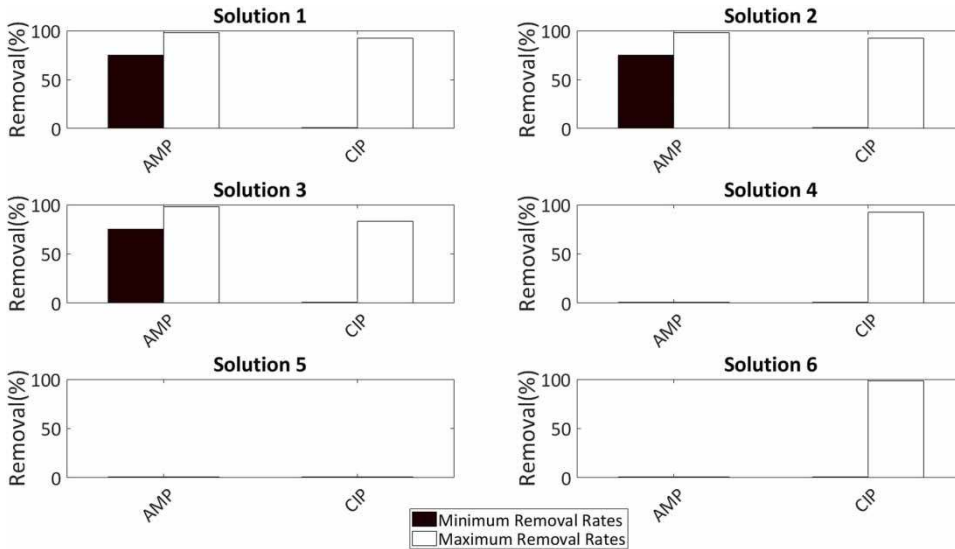 Solution 1
100
50
0
Removal(%)
AMP
CIP
Solution 2
100
50
0
Removal(%)
AMP
CIP
Solution 3
100
50
0
Removal(%)
AMP
CIP
Solution 4
100
50
0
Removal(%)
AMP
CIP
Solution 5
100
50
0
Removal(%)
AMP
CIP
Solution 6
100
50
0
Removal(%)
AMP
CIP
Minimum Removal Rates
Maximum Removal Rates